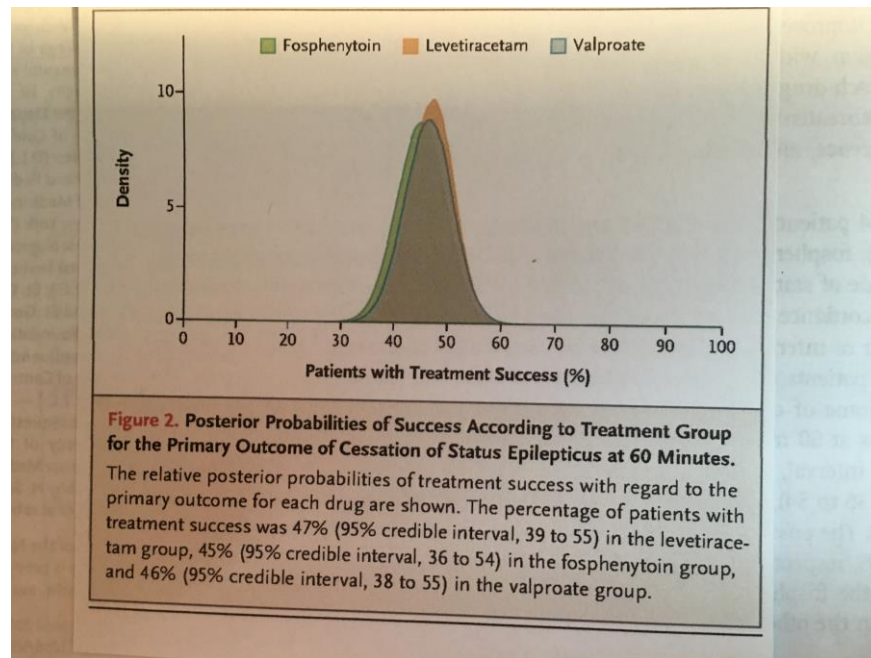 Fosphenytoin Levetiracetam Valproate
10
5
0
Density
0 10 20 30 40 50 60 70 80 90 100
Patients with Treatment Success (%)
Figure 2. Posterior Probabilities of Success According to Treatment Group
for the Primary Outcome of Cessation of Status Epilepticus at 60 Minutes.
The relative posterior probabilities of treatment success with regard to the
primary outcome for each drug are shown. The percentage of patients with
treatment success was 47% (95% credible interval, 39 to 55) in the levetirace-
tam group, 45% (95% credible interval, 36 to 54) in the fosphenytoin group,
and 46% (95% credible interval, 38 to 55) in the valproate group.